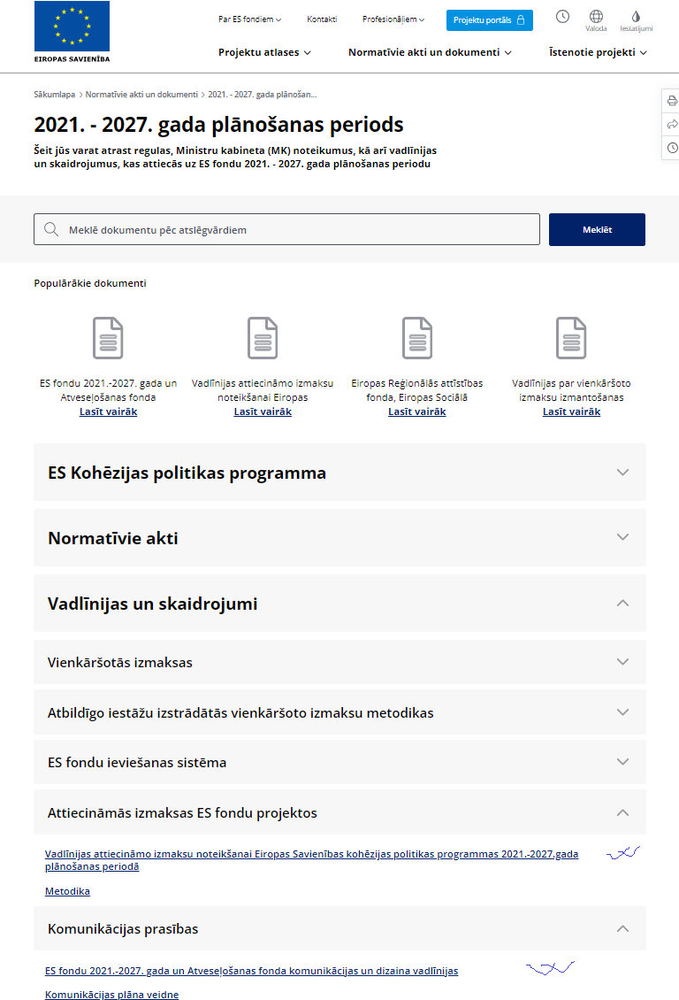 Par ES fondiem
Kontakti
Profesionāļiem
Projektu portāls
Valoda
Iestatījumi
EIROPAS SAVIENĪBA
Projektu atlases
Normatīvie akti un dokumenti
Īstenotie projekti
Sākumlapa > Normatīvie akti un dokumenti > 2021. - 2027. gada plānošan...
2021. - 2027. gada plānošanas periods
Šeit jūs varat atrast regulas, Ministru kabineta (MK) noteikumus, kā arī vadlīnijas
un skaidrojumus, kas attiecās uz ES fondu 2021. - 2027. gada plānošanas periodu
Meklē dokumentu pēc atslēgvārdiem
Meklēt
Populārākie dokumenti
ES fondu 2021.-2027. gada un
Atveseļošanas fonda
Lasīt vairāk
Vadlīnijas attiecināmo izmaksu
noteikšanai Eiropas
Lasīt vairāk
Eiropas Reģionālās attīstības
fonda, Eiropas Sociālā
Lasīt vairāk
Vadlīnijas par vienkāršoto
izmaksu izmantošanas
Lasīt vairāk
ES Kohēzijas politikas programma
Normatīvie akti
Vadlīnijas un skaidrojumi
Vienkāršotās izmaksas
Atbildīgo iestāžu izstrādātās vienkāršoto izmaksu metodikas
ES fondu ieviešanas sistēma
Attiecināmās izmaksas ES fondu projektos
Vadlīnijas attiecināmo izmaksu noteikšanai Eiropas Savienības kohēzijas politikas programmas 2021.-2027.gada
plānošanas periodā
Metodika
Komunikācijas prasības
ES fondu 2021.-2027. gada un Atveseļošanas fonda komunikācijas un dizaina vadlīnijas
Komunikācijas plāna veidne